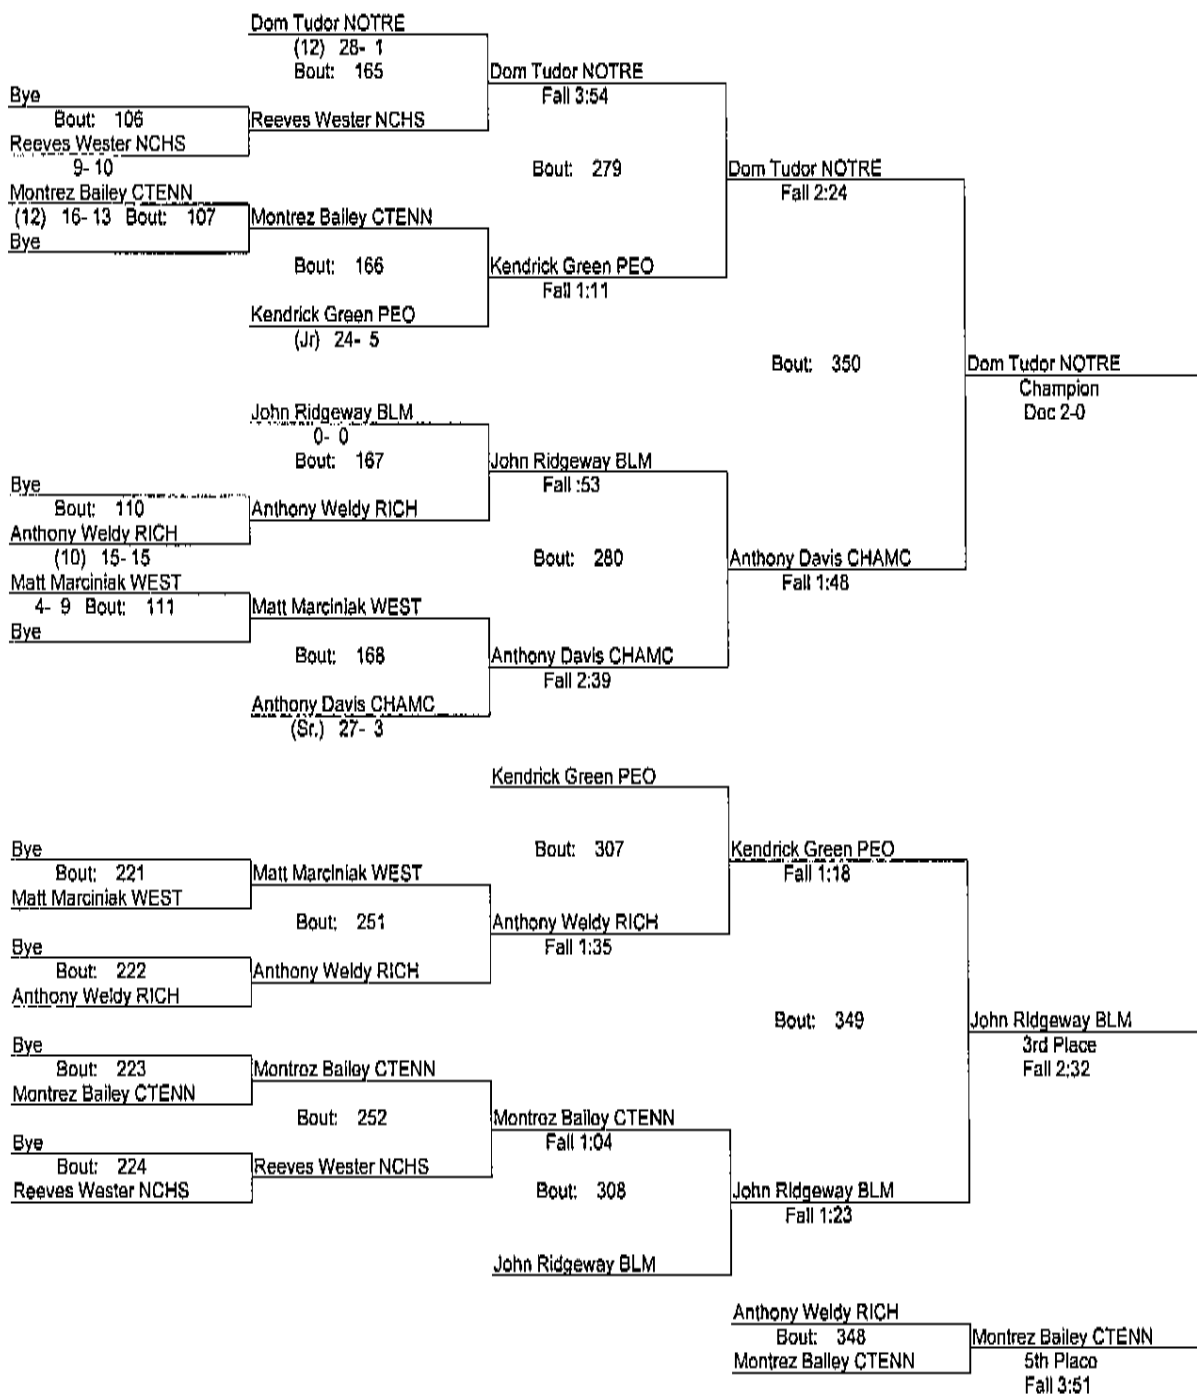 Dom Tudor NOTRE
(12) 28- 1
Bout: 165
Dom Tudor NOTRE
Fall 3:54
Bye
Bout: 106
Reeves Wester NCHS
Reeves Wester NCHS
9- 10
Bout: 279
Dom Tudor NOTRE
Fall 2:24
Montrez Bailey CTENN
(12) 16- 13 Bout: 107
Montrez Bailey CTENN
Bye
Bout: 166
Kendrick Green PEO
Fall 1:11
Kendrick Green PEO
(Jr) 24- 5
Bout: 350
Dom Tudor NOTRE
Champion
Dec 2-0
John Ridgeway BLM
0- 0
Bout: 167
John Ridgeway BLM
Fall :53
Bye
Bout: 110
Anthony Weldy RICH
Anthony Weldy RICH
(10) 15- 15
Bout: 280
Anthony Davis CHAMC
Fall 1:48
Matt Marciniak WEST
4- 9 Bout: 111
Matt Marciniak WEST
Bye
Bout: 168
Anthony Davis CHAMC
Fall 2:39
Anthony Davis CHAMC
(Sr.) 27- 3
Kendrick Green PEO
Bout: 307
Kendrick Green PEO
Fall 1:18
Bye
Bout: 221
Matt Marciniak WEST
Matt Marciniak WEST
Bout: 251
Anthony Weldy RICH
Fall 1:35
Bye
Bout: 222
Anthony Weldy RICH
Anthony Weldy RICH
Bout: 349
John Ridgeway BLM
3rd Place
Fall 2:32
Bye
Bout: 223
Montrez Bailey CTENN
Montrez Bailey CTENN
Bout: 252
Montrez Bailey CTENN
Fall 1:04
Bye
Bout: 224
Reeves Wester NCHS
Reeves Wester NCHS
Bout: 308
John Ridgeway BLM
Fall 1:23
John Ridgeway BLM
Anthony Weldy RICH
Bout: 348
Montrez Bailey CTENN
Montrez Bailey CTENN
5th Place
Fall 3:51